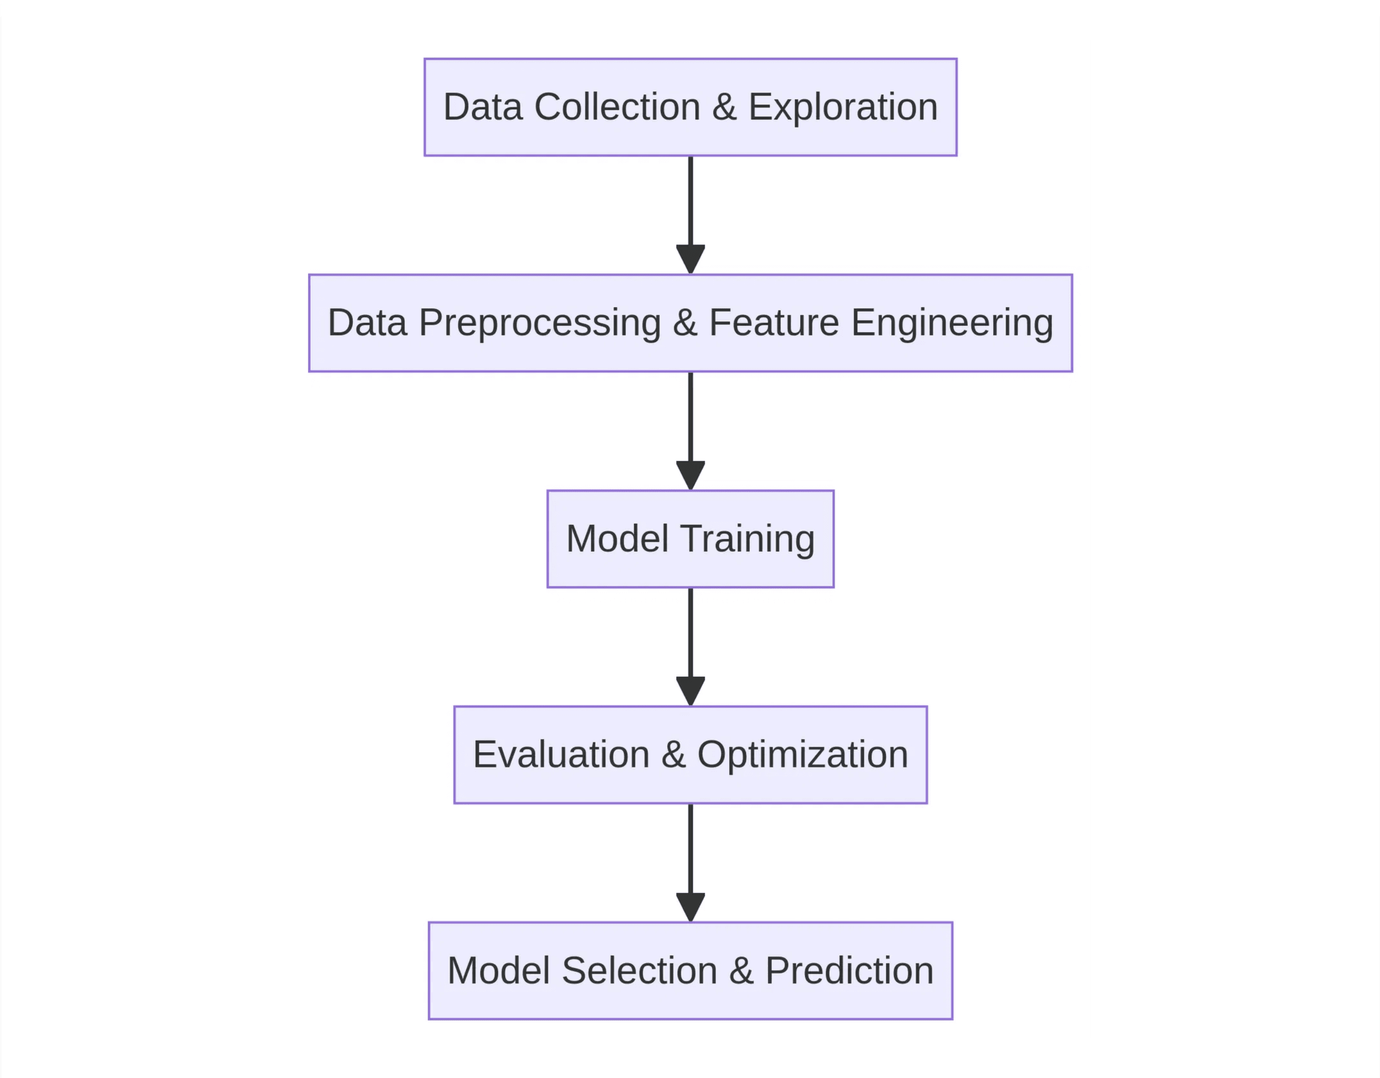 Data Collection & Exploration
Data Preprocessing & Feature Engineering
Model Training
Evaluation & Optimization
Model Selection & Prediction